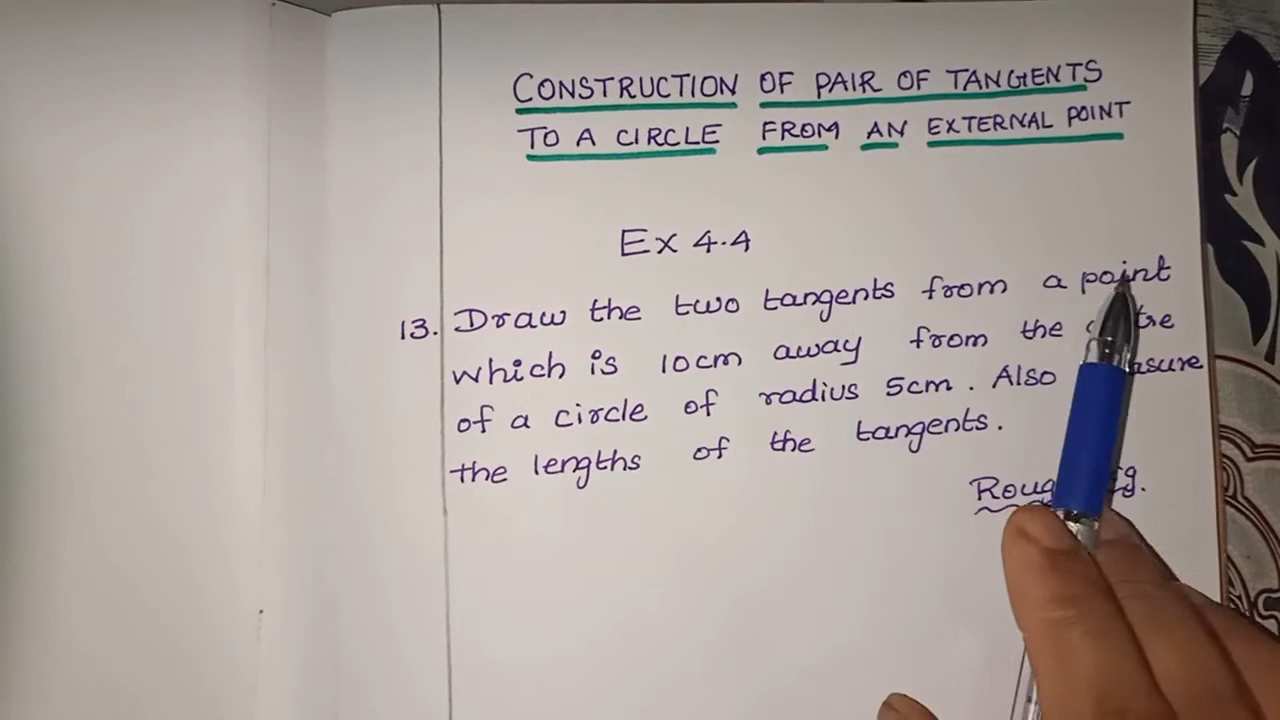 CONSTRUCTION OF PAIR OF TANGENTS
TO A CIRCLE FROM AN EXTERNAL POINT
Ex 4.4
13. Draw the two tangents from a point
which is 10cm away from the
of a circle of radius 5cm. Also
the lengths of the tangents.